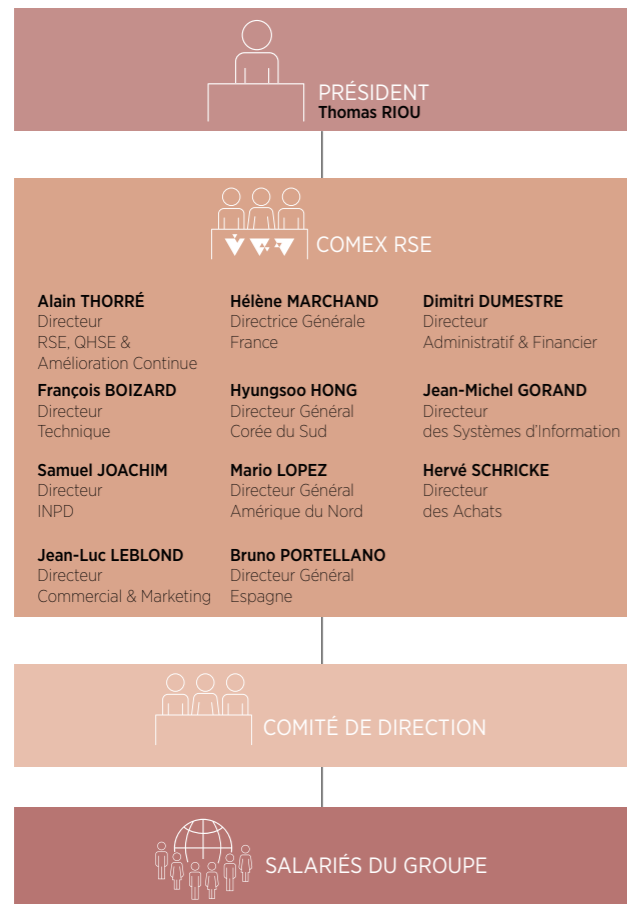 PRÉSIDENT
Thomas RIOU
COMEX RSE
Alain THORRÉ
Directeur
RSE, QHSE &
Amélioration Continue
Hélène MARCHAND
Directrice Générale
France
Dimitri DUMESTRE
Directeur
Administratif & Financier
François BOIZARD
Directeur
Technique
Hyungsoo HONG
Directeur Général
Corée du Sud
Jean-Michel GORAND
Directeur
des Systèmes d'Information
Samuel JOACHIM
Directeur
INPD
Mario LOPEZ
Directeur Général
Amérique du Nord
Hervé SCHRICKE
Directeur
des Achats
Jean-Luc LEBLOND
Directeur
Commercial & Marketing
Bruno PORTELLANO
Directeur Général
Espagne
COMITÉ DE DIRECTION
SALARIÉS DU GROUPE